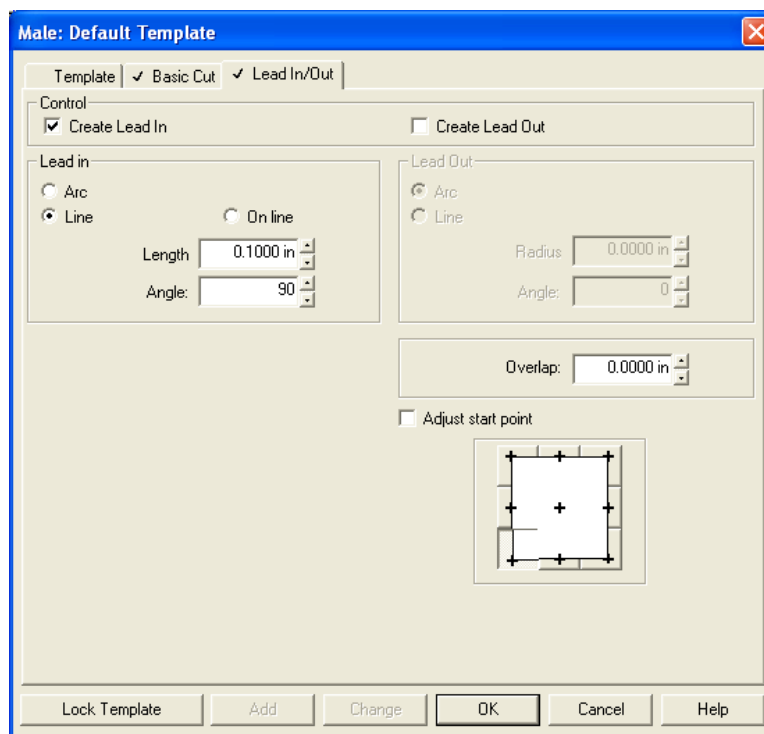 Male: Default Template
Template ✓ Basic Cut ✓ Lead In/Out
Control
Create Lead In
Create Lead Out
Lead in
Arc
Line
On line
Length 0.1000 in
Angle: 90
Lead Out
Arc
Line
Radius 0.0000 in
Angle: 0
Overlap: 0.0000 in
Adjust start point
Lock Template Add Change OK Cancel Help